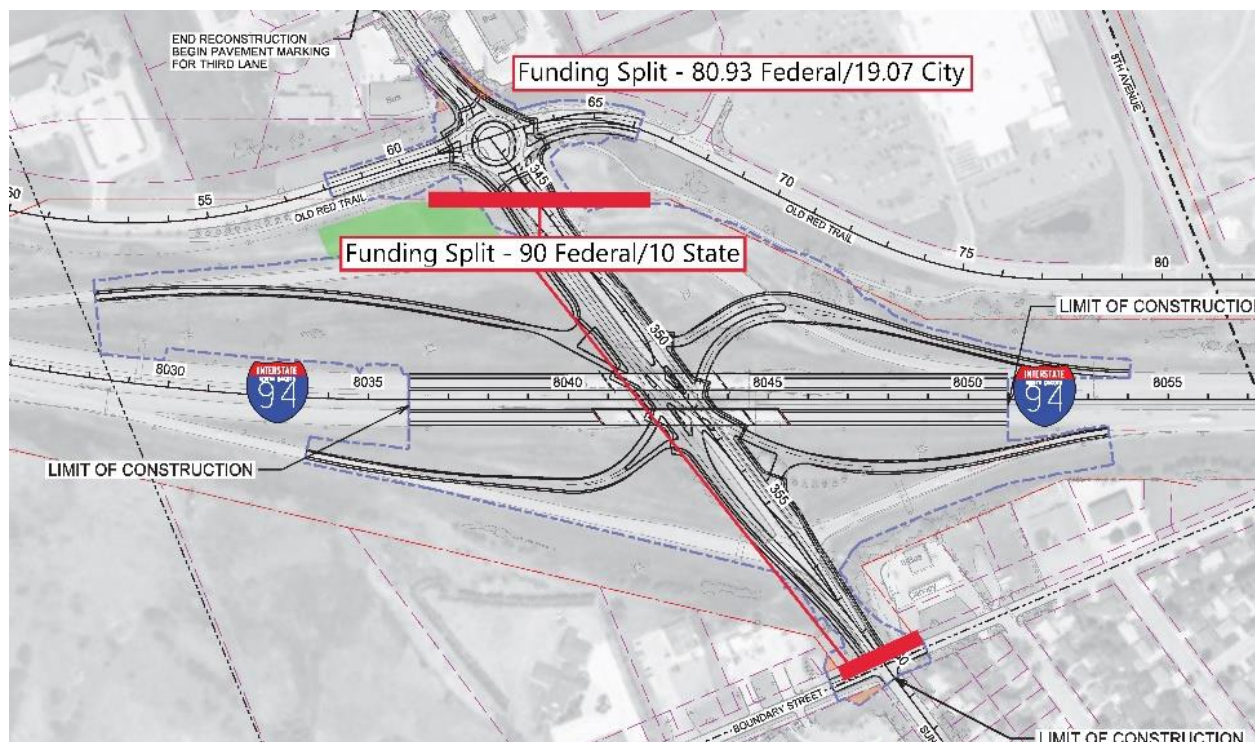 END RECONSTRUCTION
BEGIN PAVEMENT MARKING
FOR THIRD LANE
Funding Split - 80.93 Federal/19.07 City
8TH AVENUE
65
60
345
70
55
OLD RED TRAIL
OLD RED TRAIL
Funding Split - 90 Federal/10 State
75
80
LIMIT OF CONSTRUCTION
350
8030
INTERSTATE
94
8035
8040
8045
8050
INTERSTATE
94
8055
LIMIT OF CONSTRUCTION
355
BOUNDARY STREET
LIMIT OF CONSTRUCTION